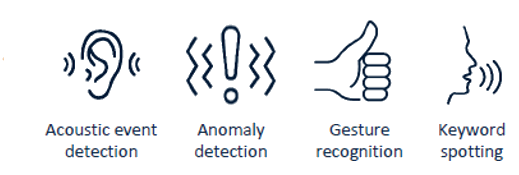 Acoustic event
detection
Anomaly
detection
Gesture
recognition
Keyword
spotting